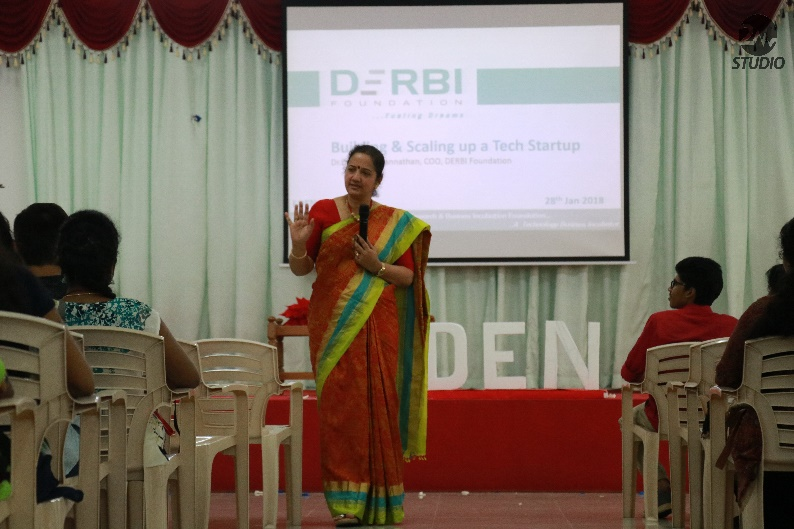 STUDIO
DERBI
FOUNDATION
...Fueling Dreams
Building & Scaling up a Tech Startup
COO, DERBI Foundation
28th Jan 2018
DEN